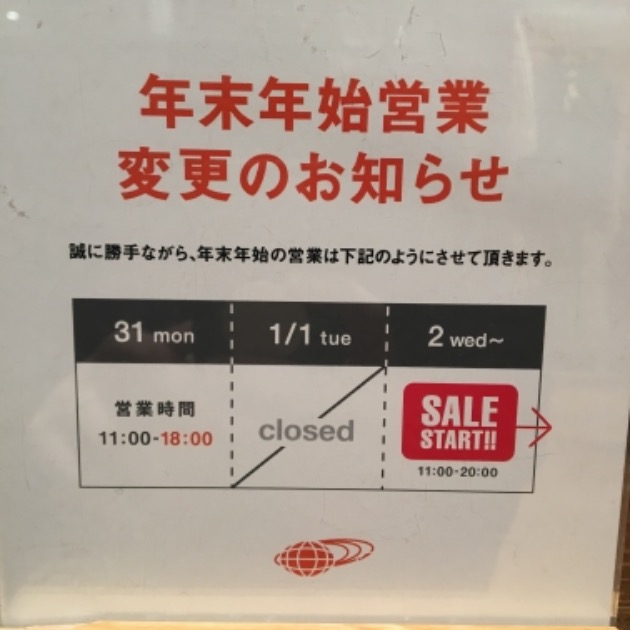 年末年始営業
変更のお知らせ
誠に勝手ながら、年末年始の営業は下記のようにさせて頂きます。
31 mon
1/1 tue
2 wed~
営業時間
11:00-18:00
closed
SALE
START!!
11:00-20:00